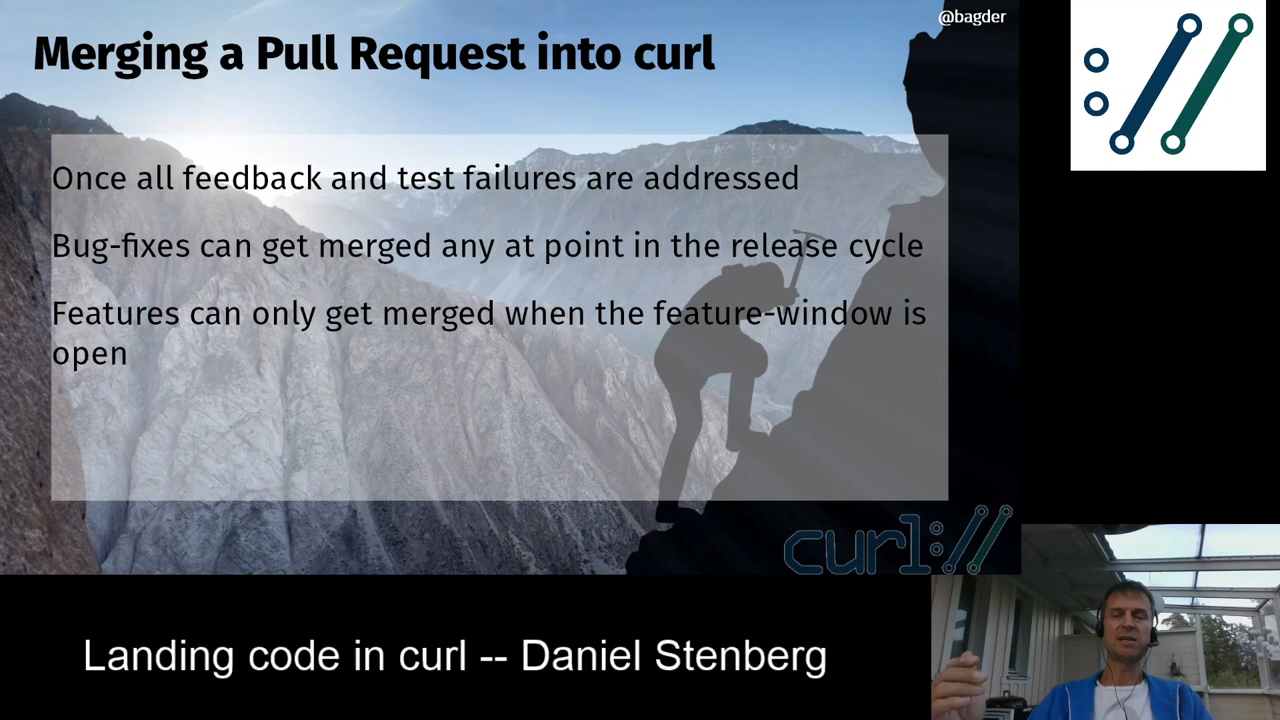 @bagder
Merging a Pull Request into curl
Once all feedback and test failures are addressed
Bug-fixes can get merged any at point in the release cycle
Features can only get merged when the feature-window is
open
curl://
Landing code in curl -- Daniel Stenberg